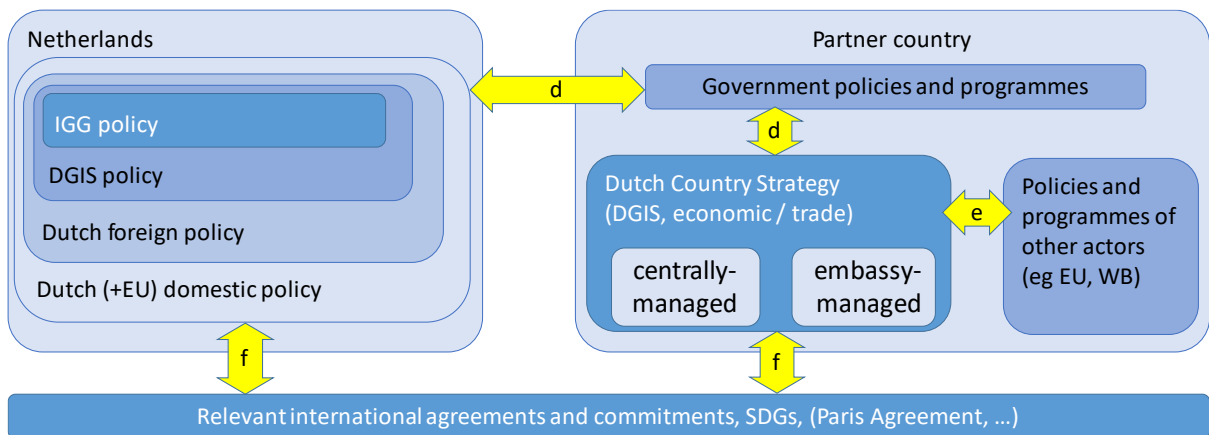 Netherlands
IGG policy
DGIS policy
Dutch foreign policy
Dutch (+EU) domestic policy
d
Partner country
Government policies and programmes
d
Dutch Country Strategy
(DGIS, economic / trade)
centrally-
managed
embassy-
managed
e
Policies and
programmes of
other actors
(eg EU, WB)
f
f
Relevant international agreements and commitments, SDGs, (Paris Agreement, …)